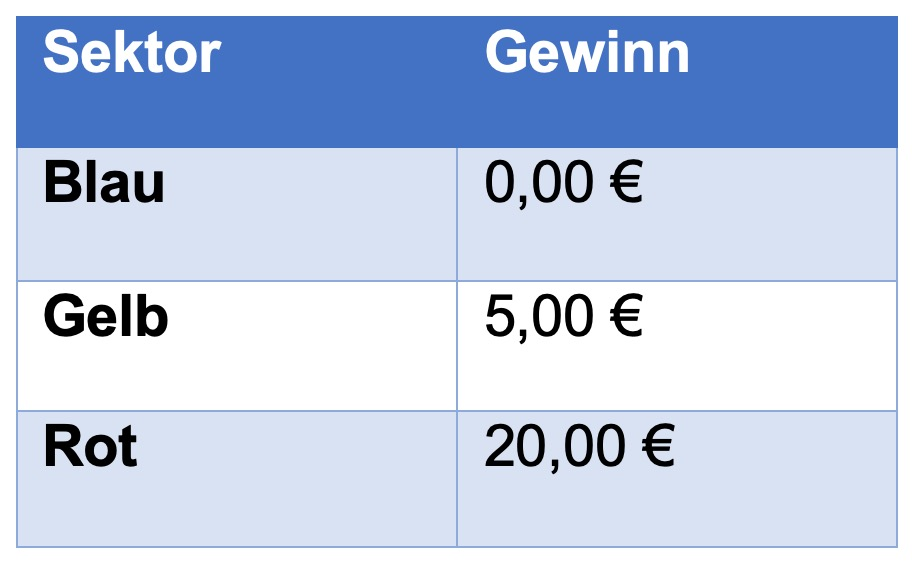 Sektor Gewinn
Blau 0,00 €
Gelb 5,00 €
Rot 20,00 €